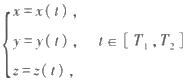 x = x(t),
y = y(t), t ∈ [T₁, T₂]
z = z(t),